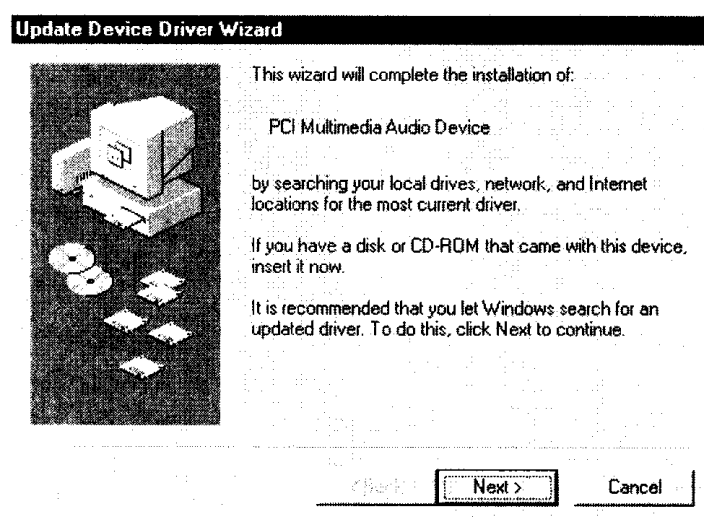 Update Device Driver Wizard
This wizard will complete the installation of:
PCI Multimedia Audio Device
by searching your local drives, network, and Internet
locations for the most current driver.
If you have a disk or CD-ROM that came with this device,
insert it now.
It is recommended that you let Windows search for an
updated driver. To do this, click Next to continue.
< Back
Next >
Cancel